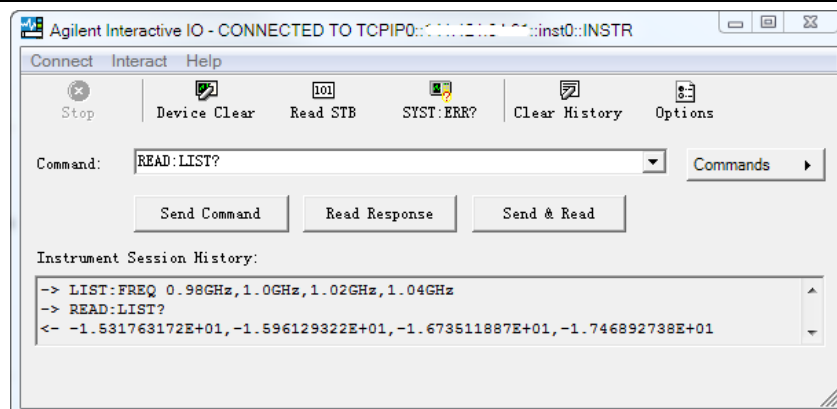 Agilent Interactive IO - CONNECTED TO TCPIP0:: ::inst0::INSTR
Connect Interact Help
Stop Device Clear Read STB SYST:ERR? Clear History Options
101
Command: READ:LIST? Commands
Send Command Read Response Send & Read
Instrument Session History:
-> LIST:FREQ 0.98GHz,1.0GHz,1.02GHz,1.04GHz
-> READ:LIST?
<- -1.531763172E+01,-1.596129322E+01,-1.673511887E+01,-1.746892738E+01